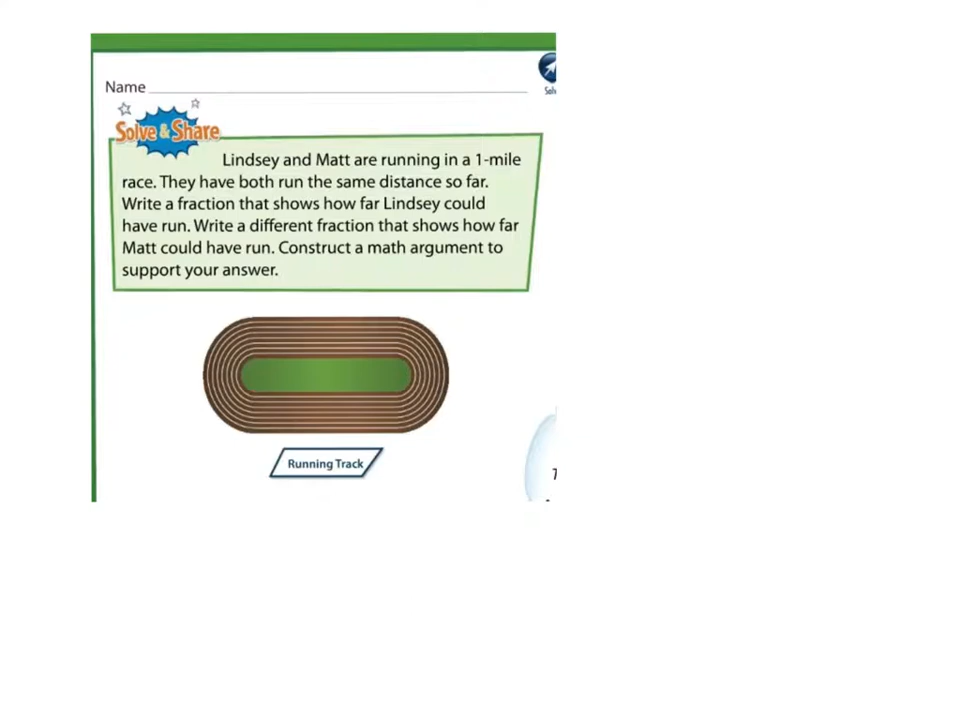 Name
Solv
Solve & Share
Lindsey and Matt are running in a 1-mile
race. They have both run the same distance so far.
Write a fraction that shows how far Lindsey could
have run. Write a different fraction that shows how far
Matt could have run. Construct a math argument to
support your answer.
Running Track